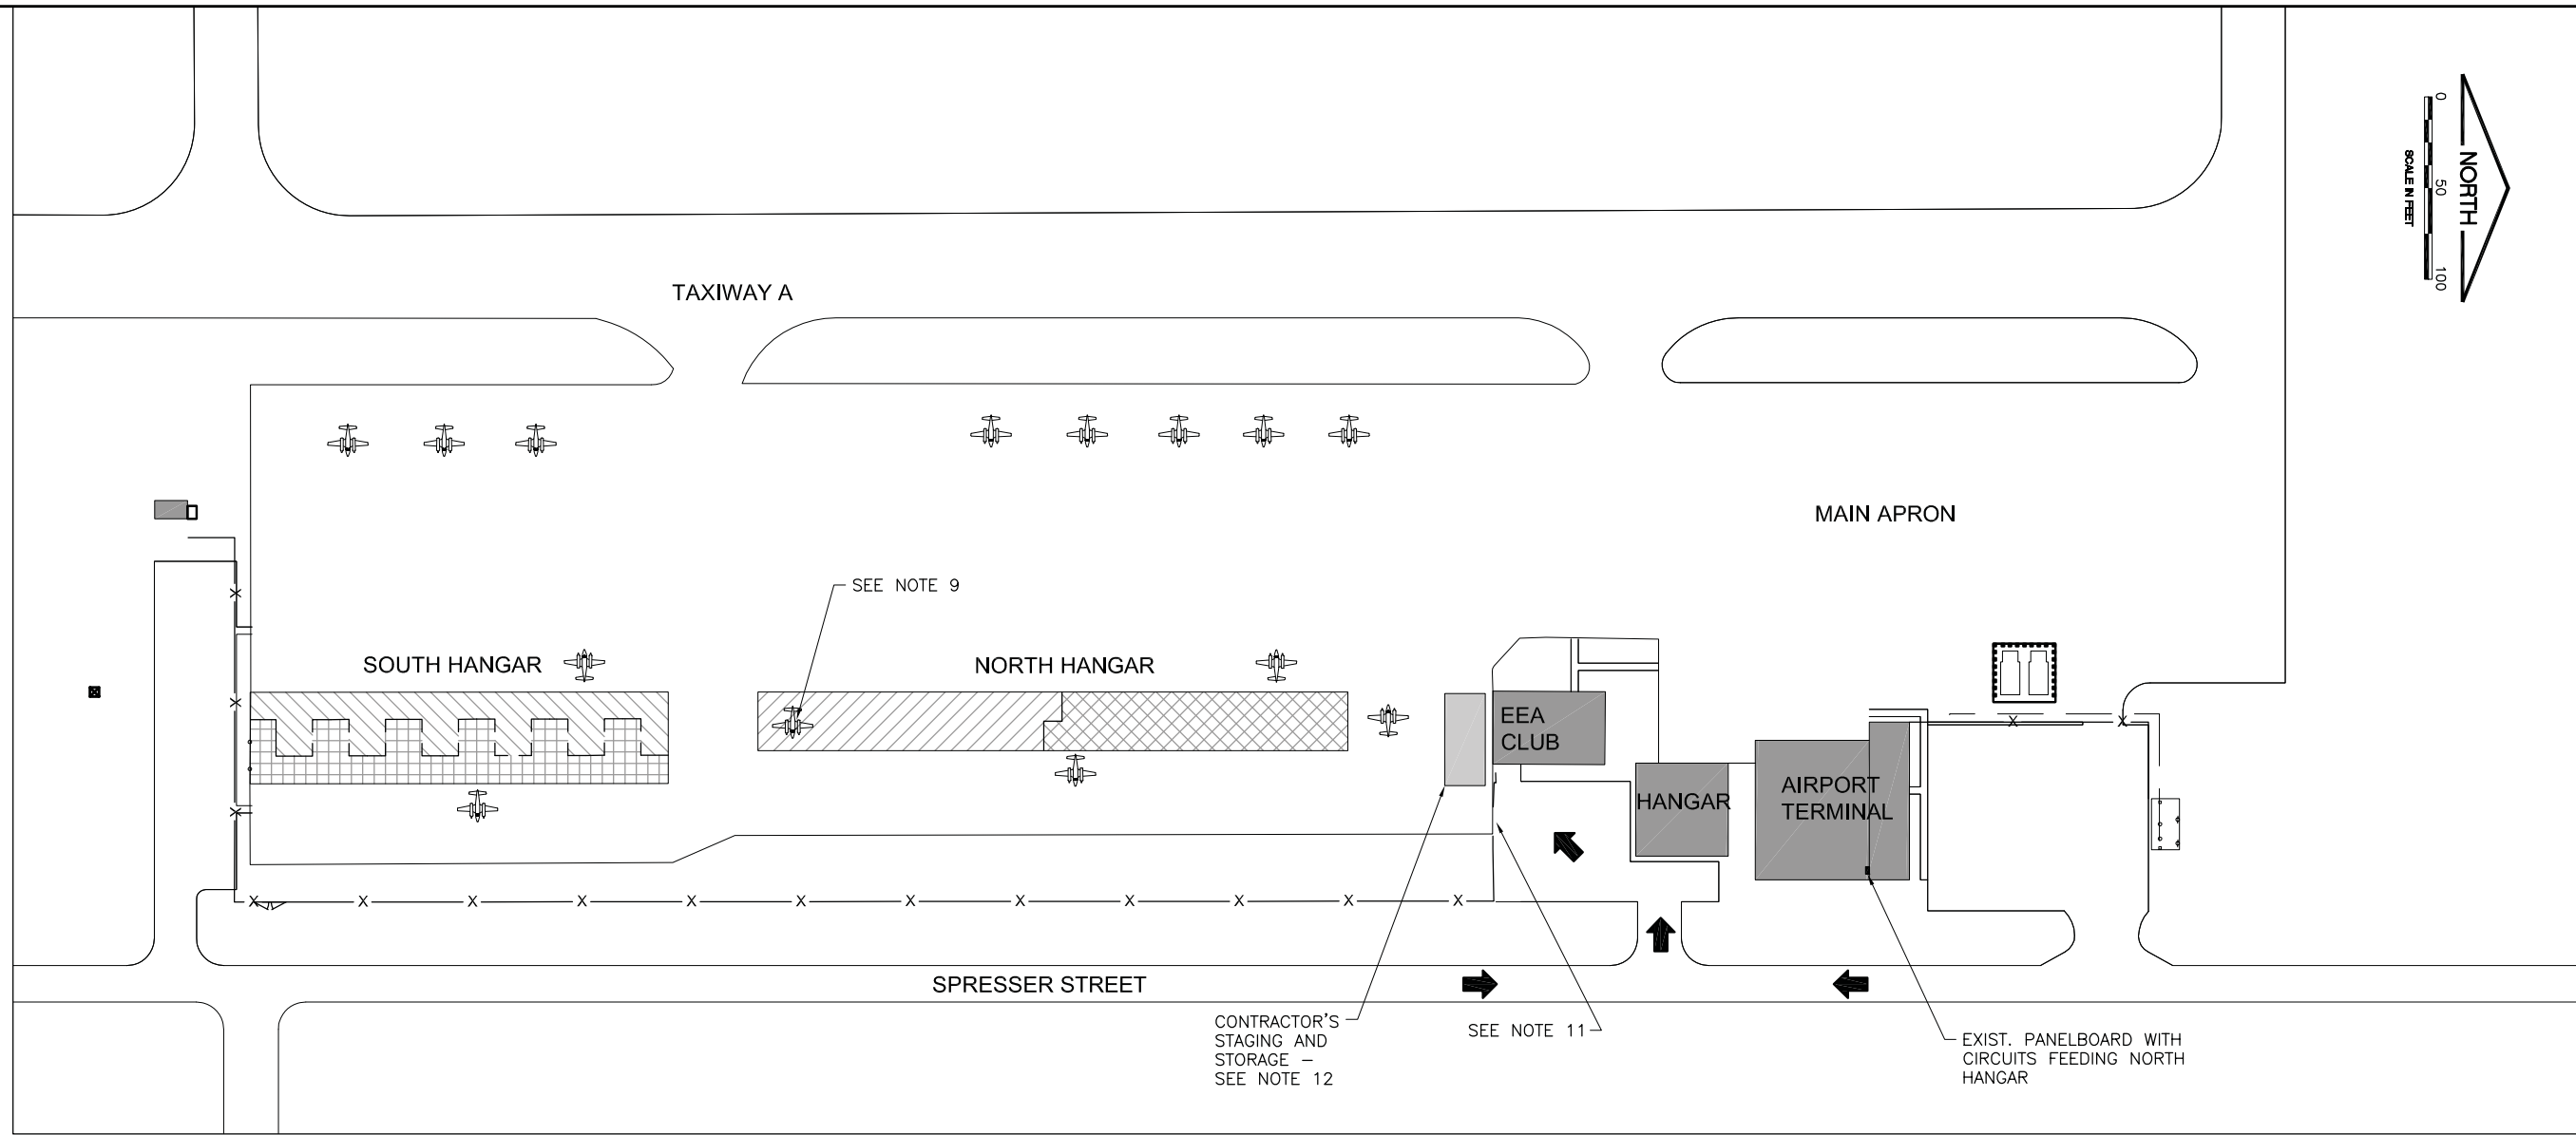 0
50
100
SCALE IN FEET
NORTH
TAXIWAY A
MAIN APRON
SEE NOTE 9
SOUTH HANGAR
NORTH HANGAR
EEA
CLUB
HANGAR
AIRPORT
TERMINAL
X
X
X
X
X
X X X X X X X X X X X X
SPRESSER STREET
CONTRACTOR'S
STAGING AND
STORAGE –
SEE NOTE 12
SEE NOTE 11
EXIST. PANELBOARD WITH
CIRCUITS FEEDING NORTH
HANGAR